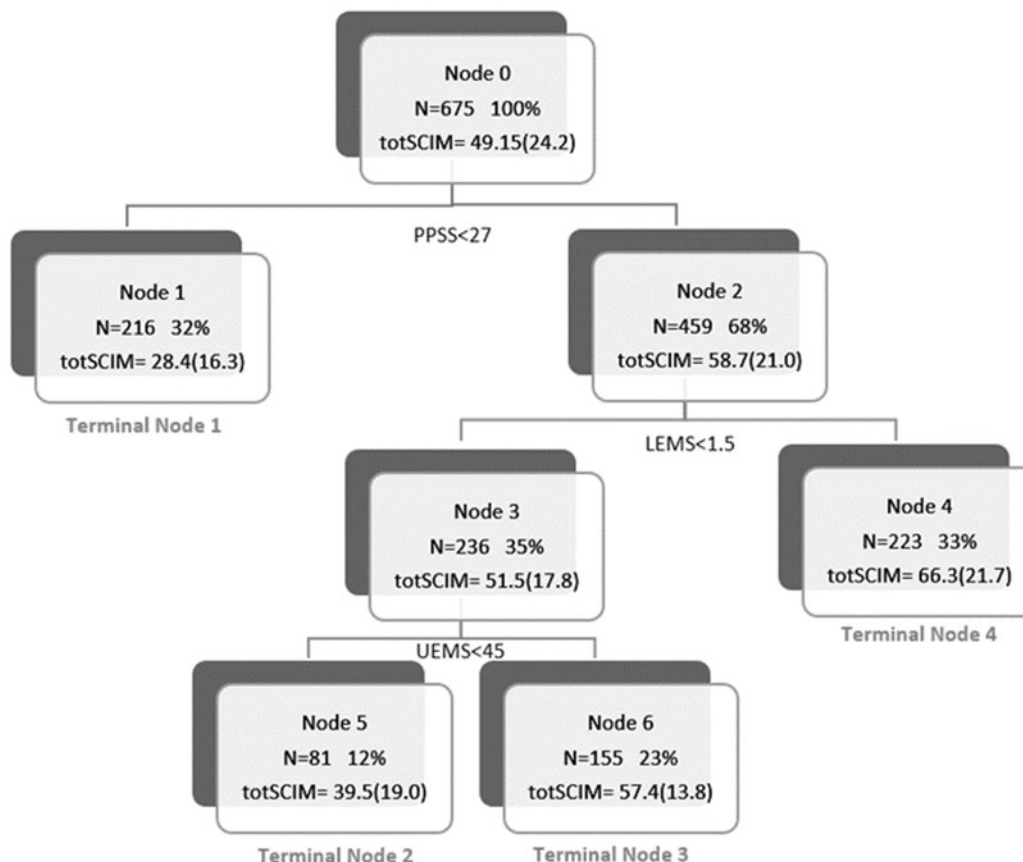 Node 0
N=675 100%
totSCIM= 49.15(24.2)
PPSS<27
Node 1
N=216 32%
totSCIM= 28.4(16.3)
Terminal Node 1
Node 2
N=459 68%
totSCIM= 58.7(21.0)
LEMS<1.5
Node 3
N=236 35%
totSCIM= 51.5(17.8)
Node 4
N=223 33%
totSCIM= 66.3(21.7)
Terminal Node 4
UEMS<45
Node 5
N=81 12%
totSCIM= 39.5(19.0)
Terminal Node 2
Node 6
N=155 23%
totSCIM= 57.4(13.8)
Terminal Node 3